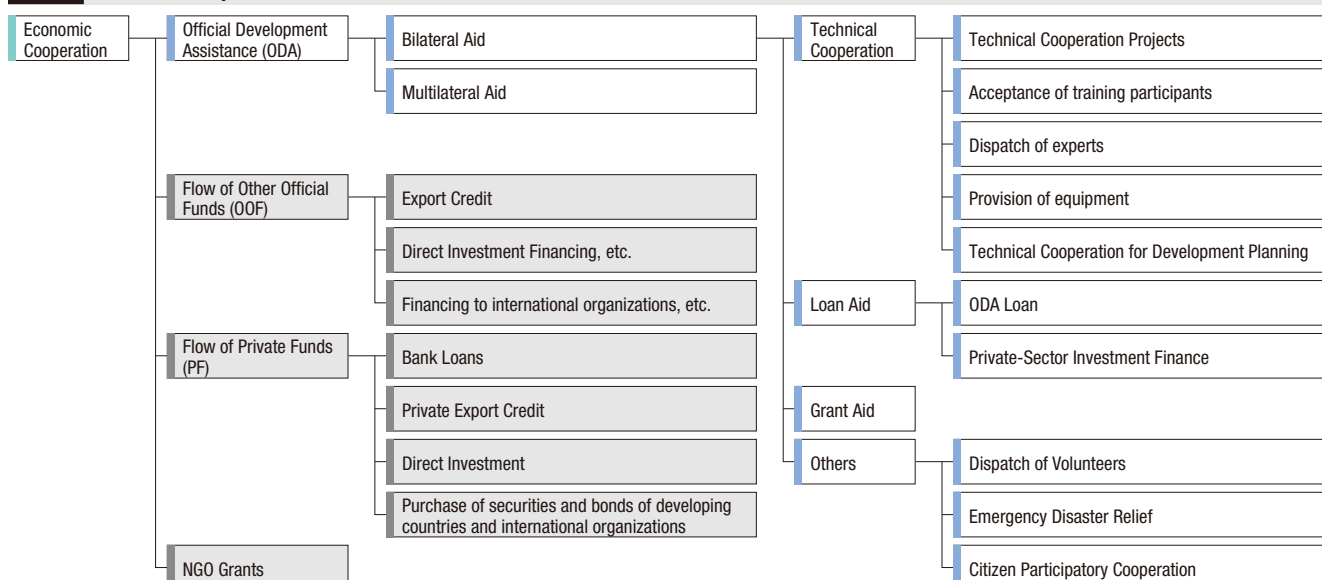 Economic
Cooperation
Official Development
Assistance (ODA)
Bilateral Aid
Multilateral Aid
Flow of Other Official
Funds (OOF)
Export Credit
Direct Investment Financing, etc.
Financing to international organizations, etc.
Flow of Private Funds
(PF)
Bank Loans
Private Export Credit
Direct Investment
Purchase of securities and bonds of developing
countries and international organizations
NGO Grants
Technical
Cooperation
Technical Cooperation Projects
Acceptance of training participants
Dispatch of experts
Provision of equipment
Technical Cooperation for Development Planning
Loan Aid
ODA Loan
Private-Sector Investment Finance
Grant Aid
Others
Dispatch of Volunteers
Emergency Disaster Relief
Citizen Participatory Cooperation